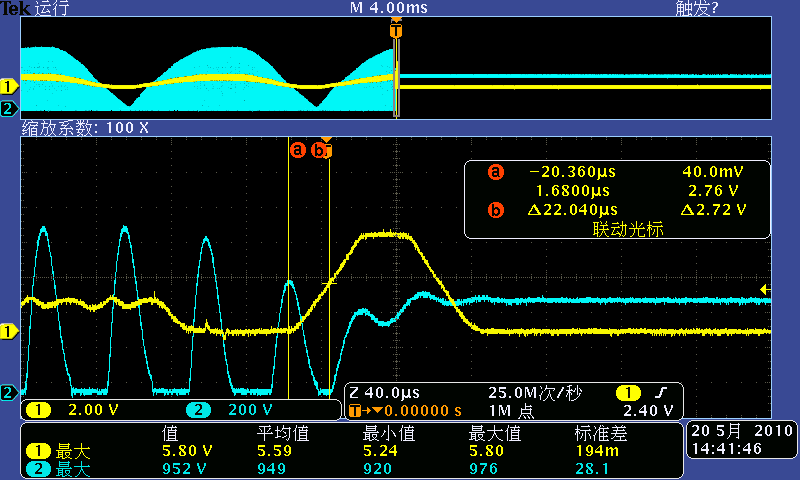 Tek 运行 M 4.00ms 触发?
T
1
2
缩放系数: 100 X
a b T
a −20.360µs 40.0mV
1.6800µs 2.76 V
b Δ22.040µs Δ2.72 V
联动光标
1
2
1 2.00 V 2 200 V
Z 40.0µs 25.0M次/秒 1
T→▼0.00000 s 1M 点 2.40 V
值 平均值 最小值 最大值 标准差
1 最大 5.80 V 5.59 5.24 5.80 194m
2 最大 952 V 949 920 976 28.1
20 5月 2010
14:41:46